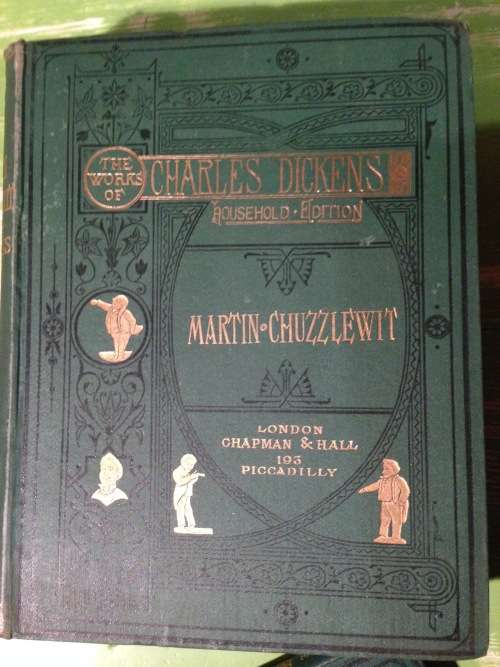 THE
WORKS
OF
CHARLES DICKENS
HOUSEHOLD · EDITION
MARTIN · CHUZZLEWIT
LONDON
CHAPMAN & HALL
193
PICCADILLY